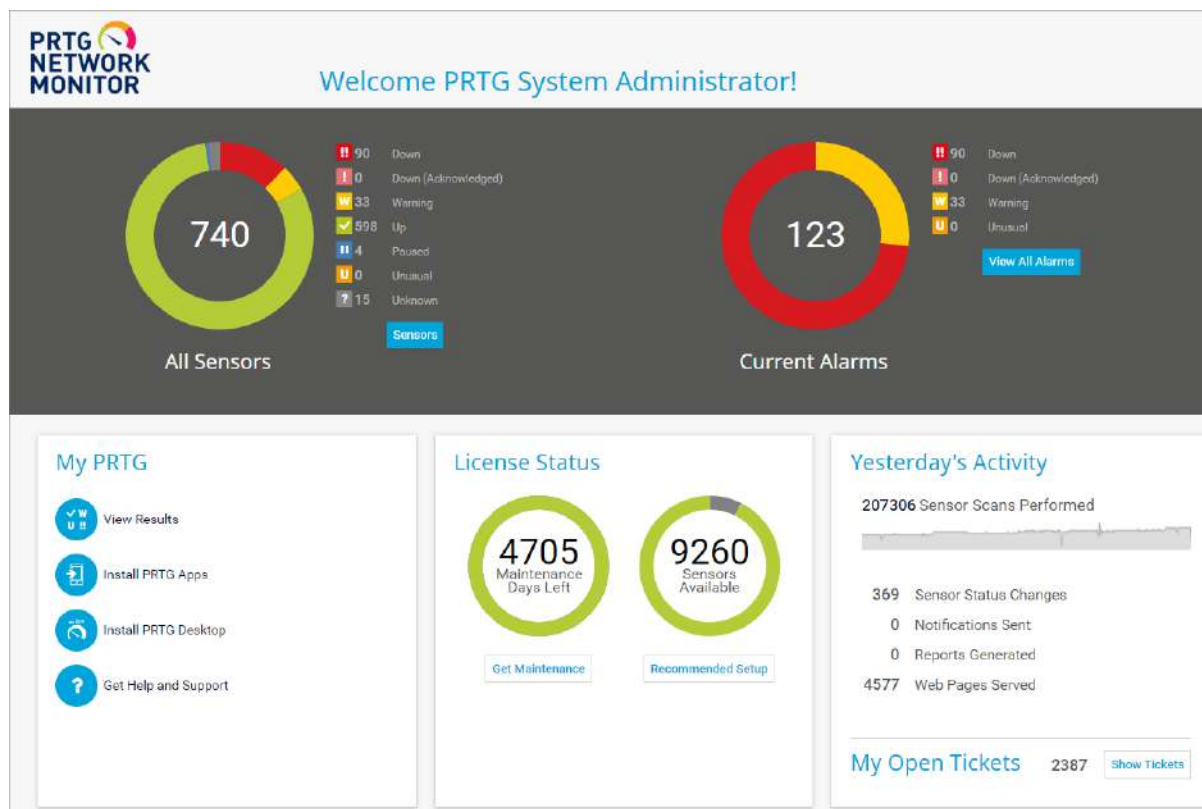 PRTG
NETWORK
MONITOR
Welcome PRTG System Administrator!
740
All Sensors
!! 90 Down
! 0 Down (Acknowledged)
W 33 Warning
598 Up
4 Paused
U 0 Unusual
? 15 Unknown
Sensors
123
Current Alarms
!! 90 Down
! 0 Down (Acknowledged)
W 33 Warning
U 0 Unusual
View All Alarms
My PRTG
View Results
Install PRTG Apps
Install PRTG Desktop
? Get Help and Support
License Status
4705
Maintenance
Days Left
Get Maintenance
9260
Sensors
Available
Recommended Setup
Yesterday's Activity
207306 Sensor Scans Performed
369 Sensor Status Changes
0 Notifications Sent
0 Reports Generated
4577 Web Pages Served
My Open Tickets 2387 Show Tickets